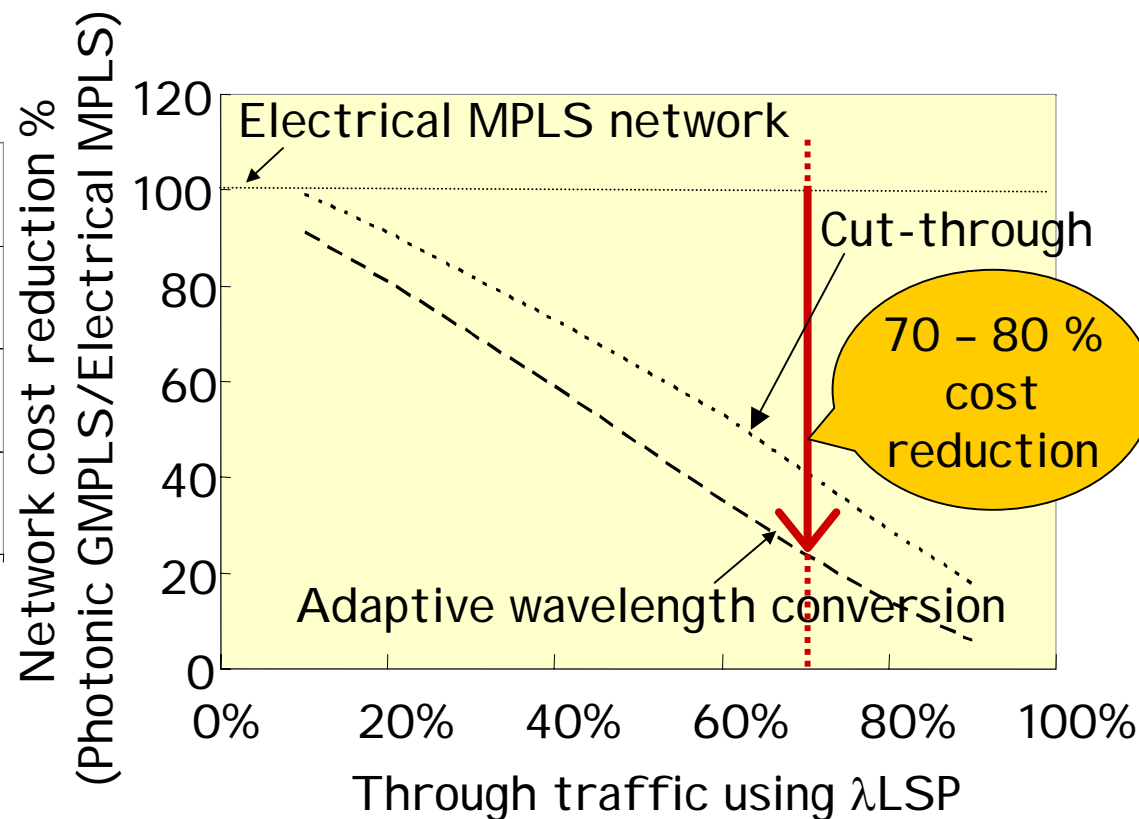 Network cost reduction %
(Photonic GMPLS/Electrical MPLS)
120
100
80
60
40
20
0
Electrical MPLS network
Cut-through
70 – 80 %
cost
reduction
Adaptive wavelength conversion
0%
20%
40%
60%
80%
100%
Through traffic using λLSP